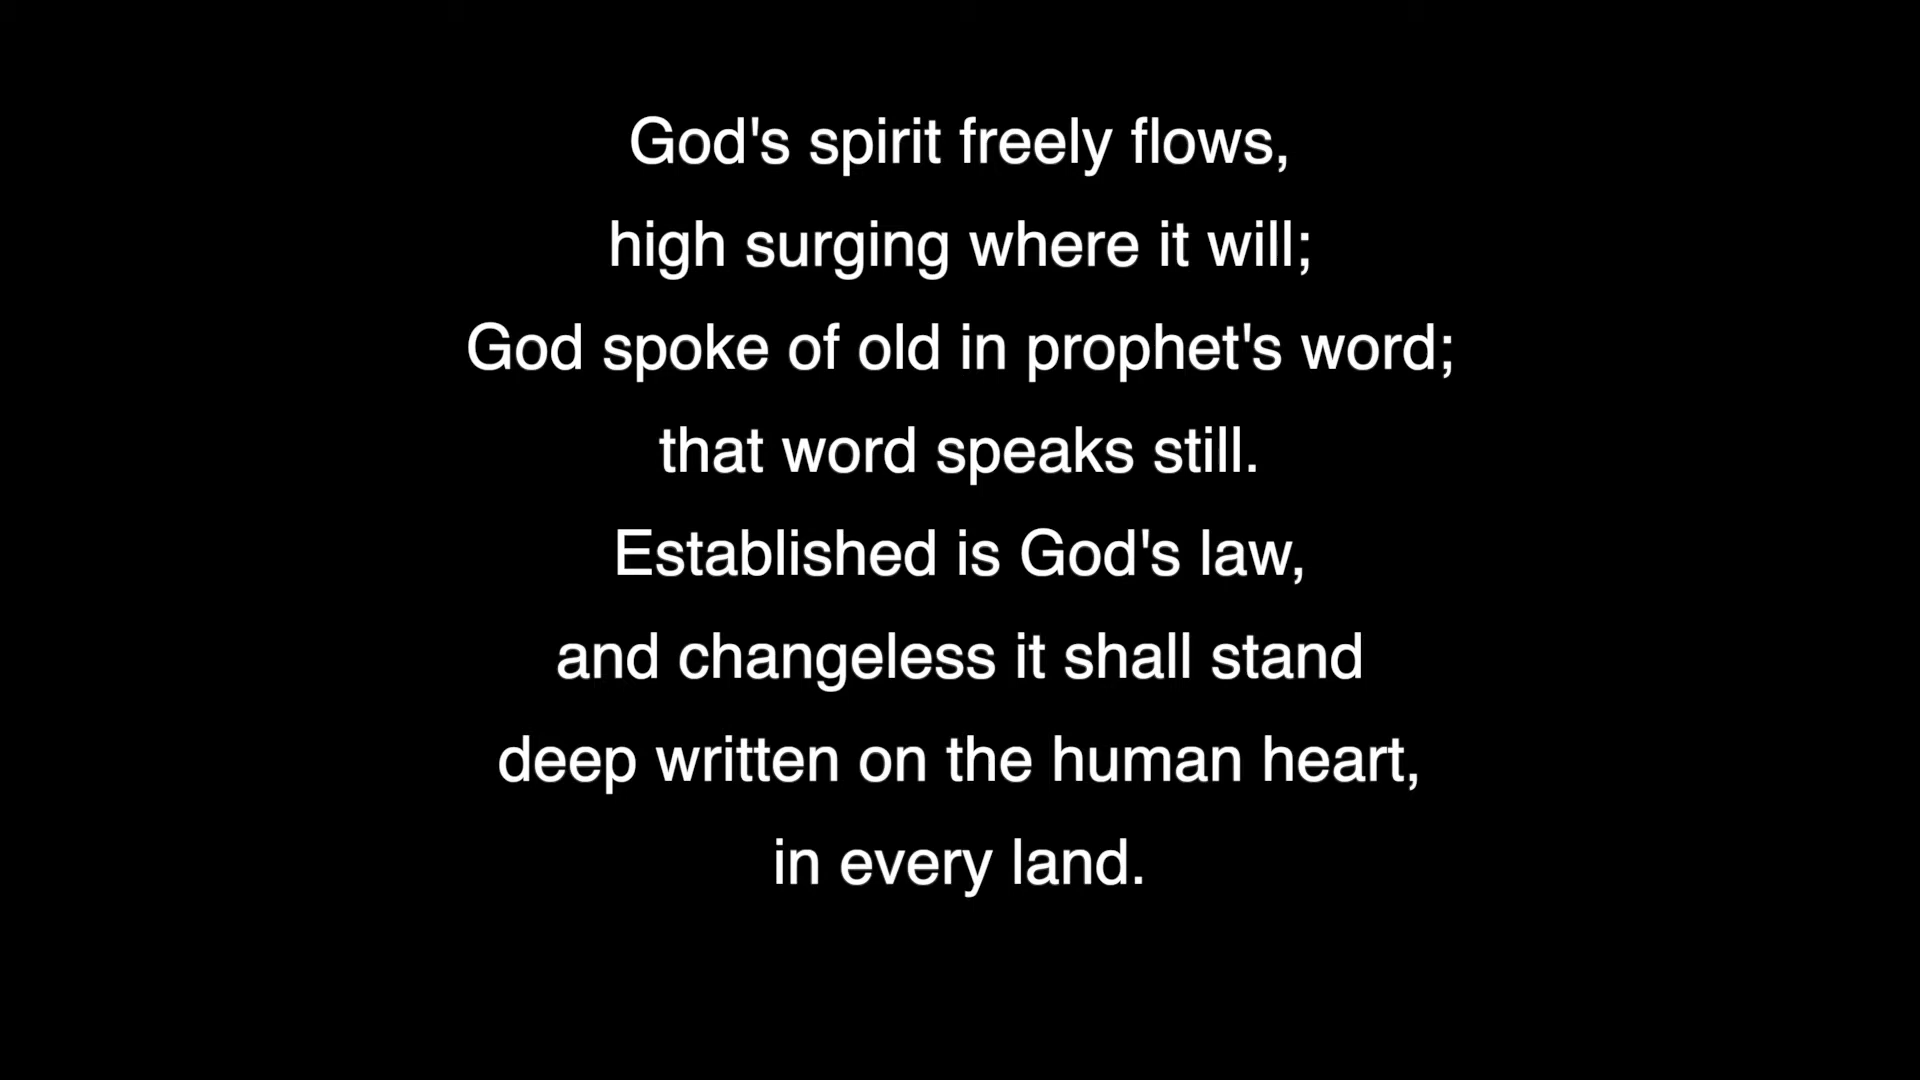 God's spirit freely flows,
high surging where it will;
God spoke of old in prophet's word;
that word speaks still.
Established is God's law,
and changeless it shall stand
deep written on the human heart,
in every land.